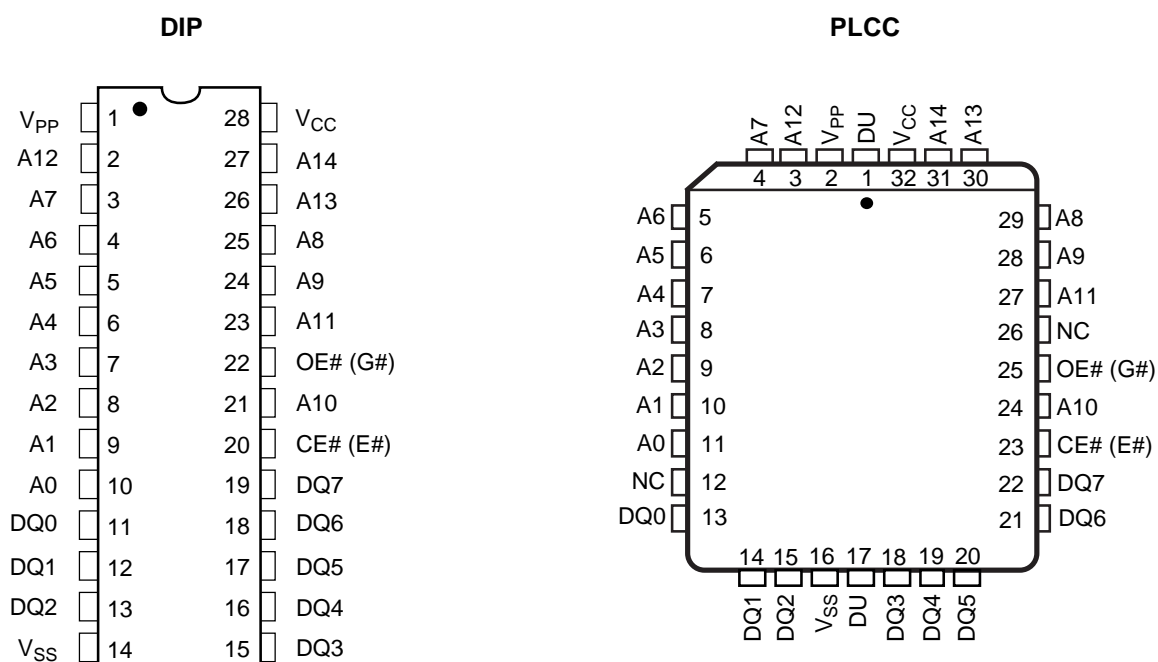 DIP
V_PP 1 28 V_CC
A12 2 27 A14
A7 3 26 A13
A6 4 25 A8
A5 5 24 A9
A4 6 23 A11
A3 7 22 OE# (G#)
A2 8 21 A10
A1 9 20 CE# (E#)
A0 10 19 DQ7
DQ0 11 18 DQ6
DQ1 12 17 DQ5
DQ2 13 16 DQ4
V_SS 14 15 DQ3
PLCC
A7 A12 V_PP DU V_CC A14 A13
4 3 2 1 32 31 30
A6 5 29 A8
A5 6 28 A9
A4 7 27 A11
A3 8 26 NC
A2 9 25 OE# (G#)
A1 10 24 A10
A0 11 23 CE# (E#)
NC 12 22 DQ7
DQ0 13 21 DQ6
14 15 16 17 18 19 20
DQ1 DQ2 V_SS DU DQ3 DQ4 DQ5